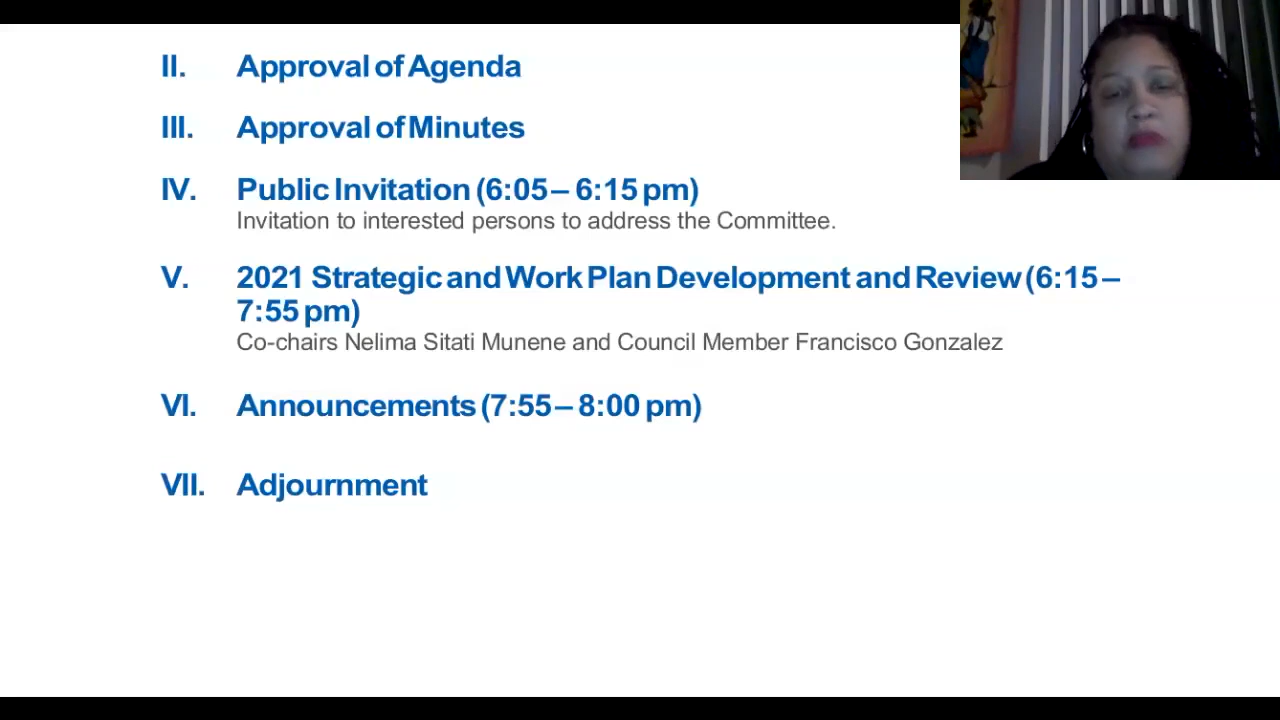 II. Approval of Agenda
III. Approval of Minutes
IV. Public Invitation (6:05 – 6:15 pm)
Invitation to interested persons to address the Committee.
V. 2021 Strategic and Work Plan Development and Review (6:15 –
7:55 pm)
Co-chairs Nelima Sitati Munene and Council Member Francisco Gonzalez
VI. Announcements (7:55 – 8:00 pm)
VII. Adjournment